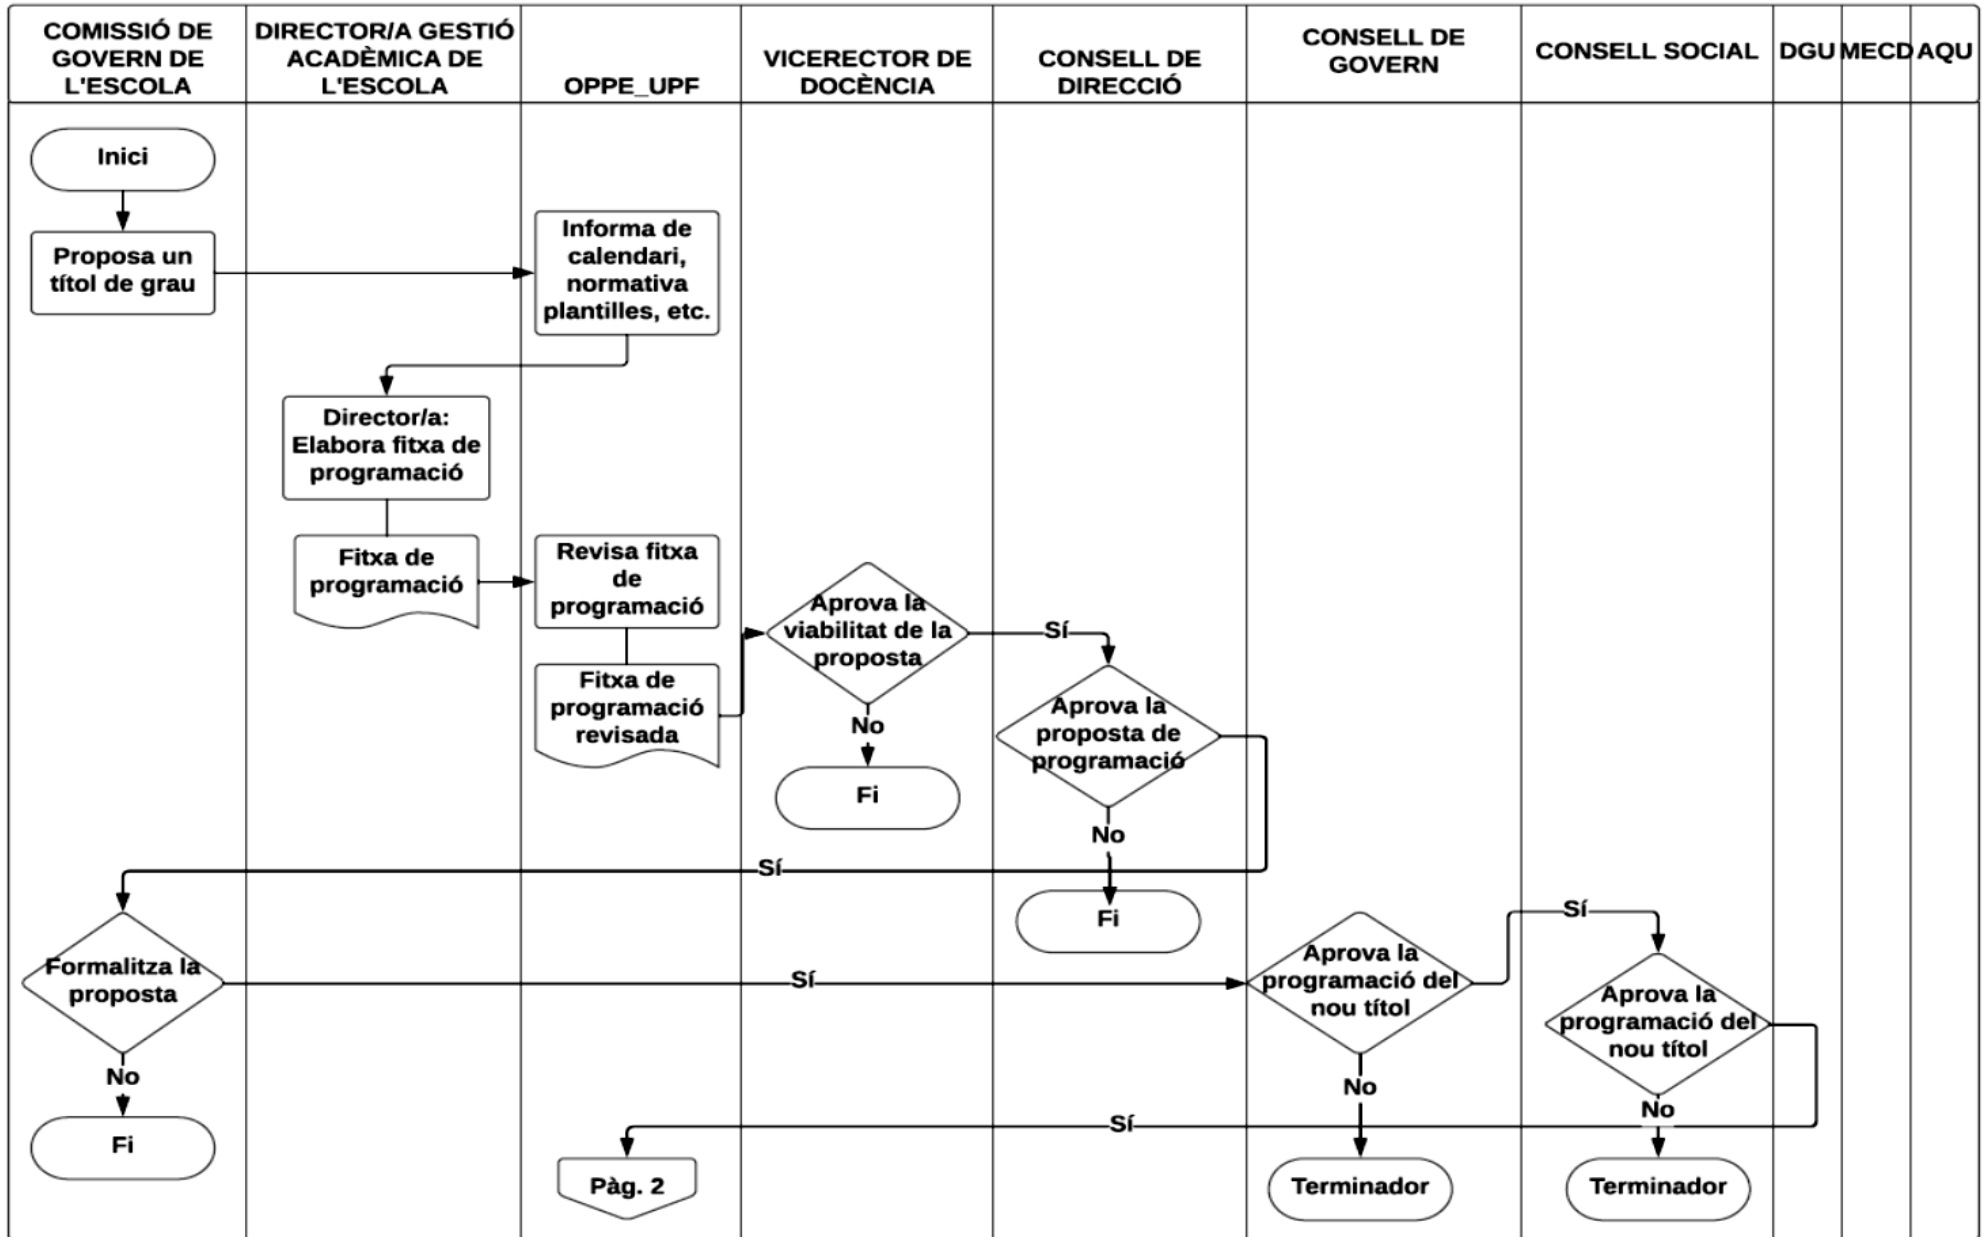 COMISSIÓ DE
GOVERN DE
L'ESCOLA
DIRECTOR/A GESTIÓ
ACADÈMICA DE
L'ESCOLA
OPPE_UPF
VICERECTOR DE
DOCÈNCIA
CONSELL DE
DIRECCIÓ
CONSELL DE
GOVERN
CONSELL SOCIAL
DGU
MECD
AQU
Inici
Proposa un
títol de grau
Informa de
calendari,
normativa
plantilles, etc.
Director/a:
Elabora fitxa de
programació
Fitxa de
programació
Revisa fitxa
de
programació
Fitxa de
programació
revisada
Aprova la
viabilitat de la
proposta
Sí
No
Fi
Aprova la
proposta de
programació
No
Fi
Sí
Formalitza la
proposta
Sí
No
Fi
Aprova la
programació del
nou títol
Sí
No
Terminador
Aprova la
programació del
nou títol
No
Terminador
Sí
Pàg. 2